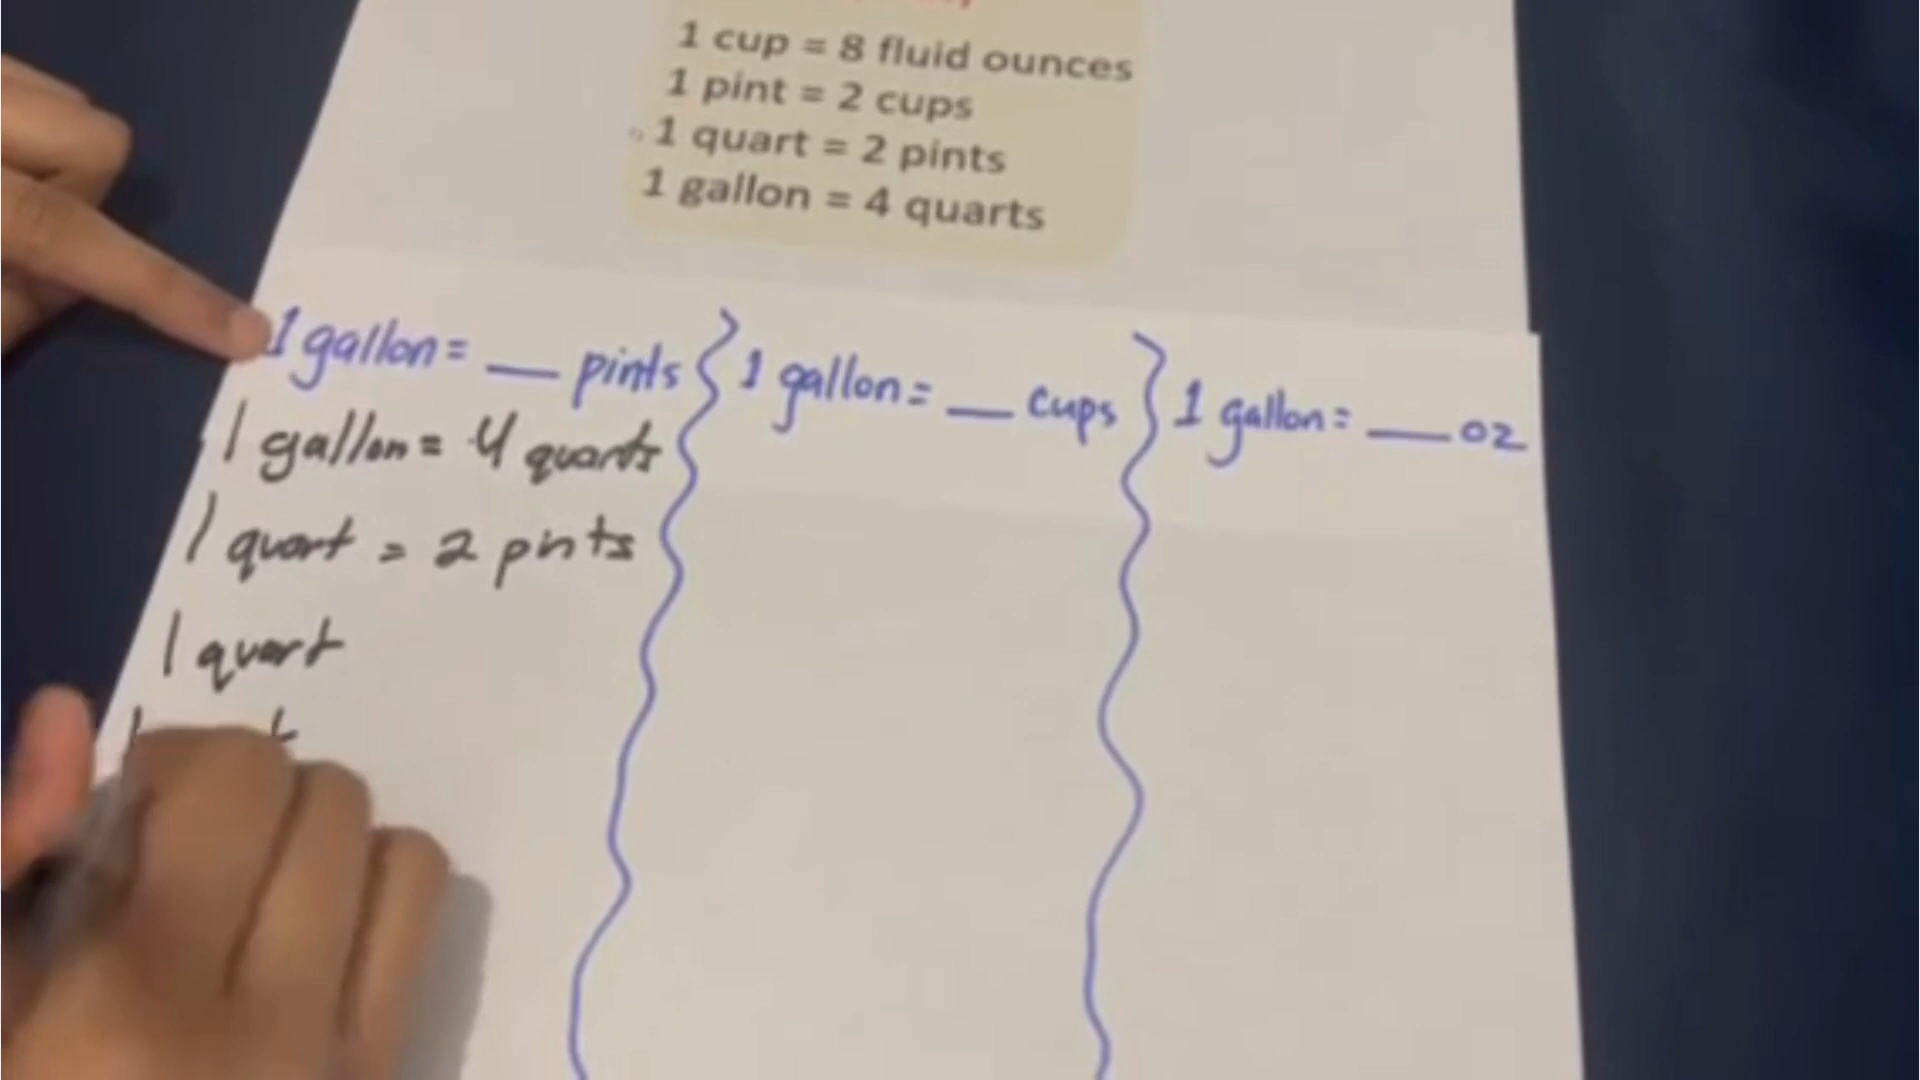 1 cup = 8 fluid ounces
1 pint = 2 cups
1 quart = 2 pints
1 gallon = 4 quarts
1 gallon = __ pints
1 gallon = 4 quarts
1 quart = 2 pints
1 quart
1 gallon = __ cups
1 gallon = __ oz